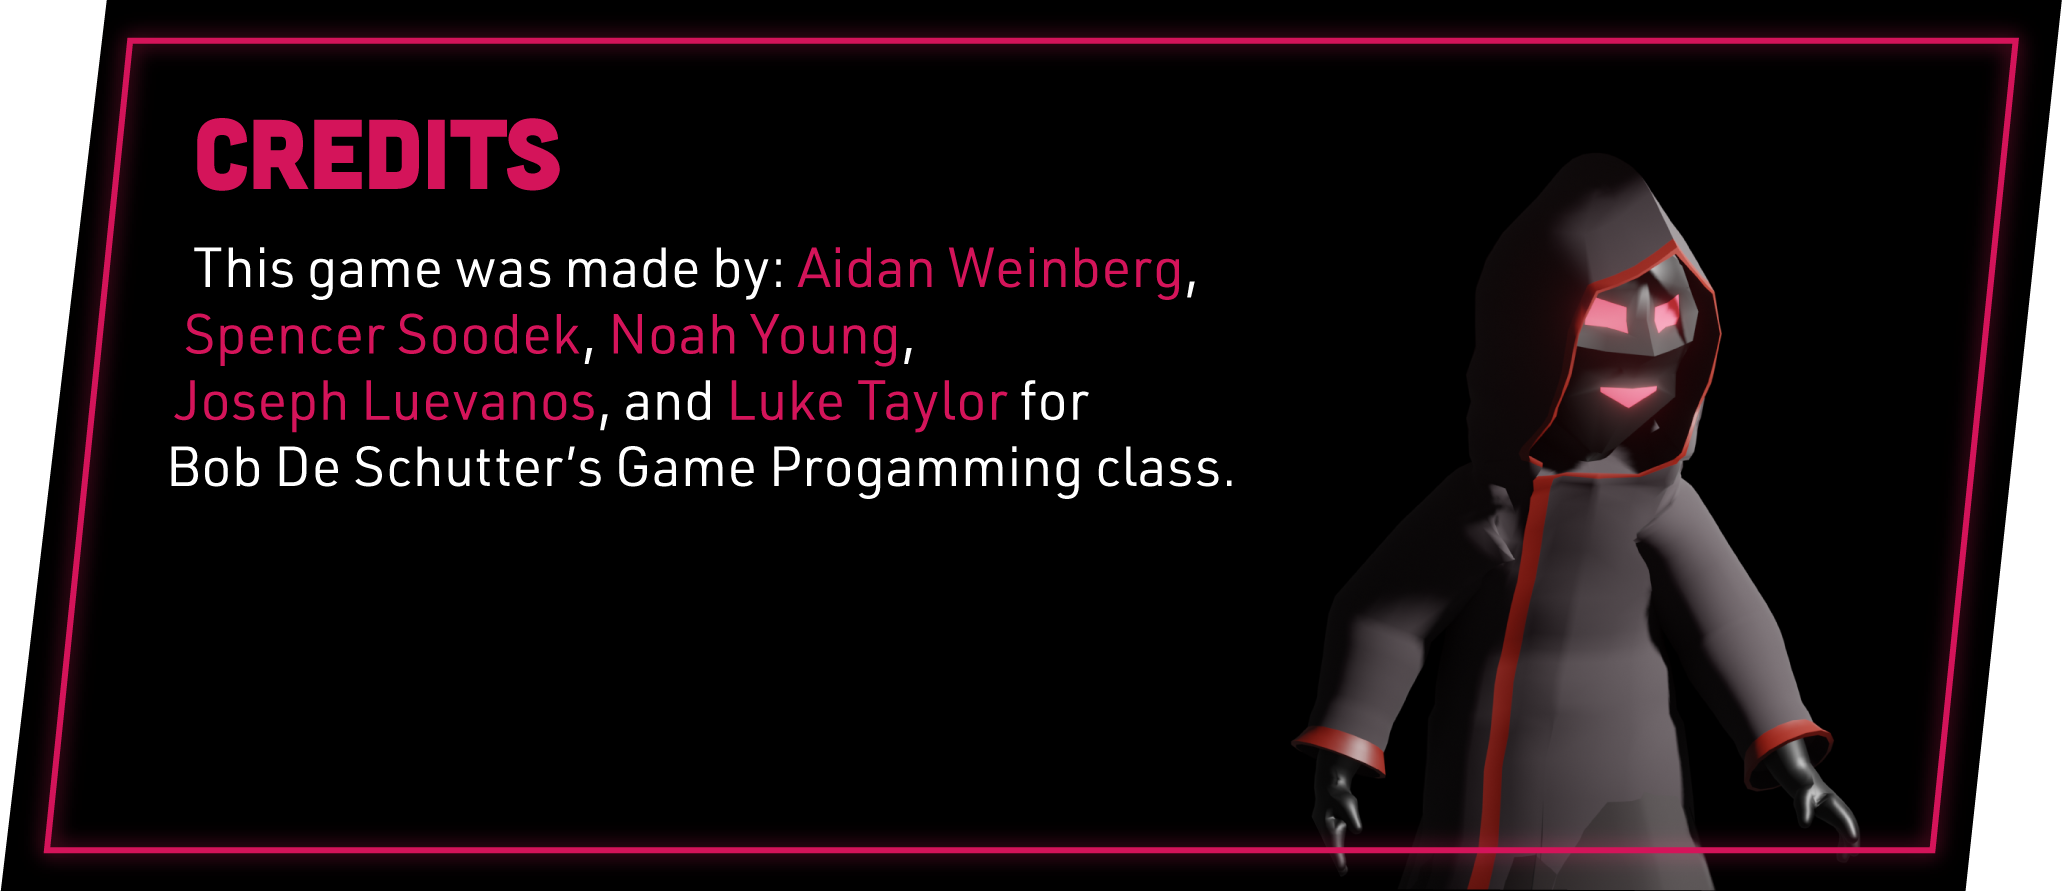 CREDITS
This game was made by: Aidan Weinberg,
Spencer Soodek, Noah Young,
Joseph Luevanos, and Luke Taylor for
Bob De Schutter’s Game Progamming class.